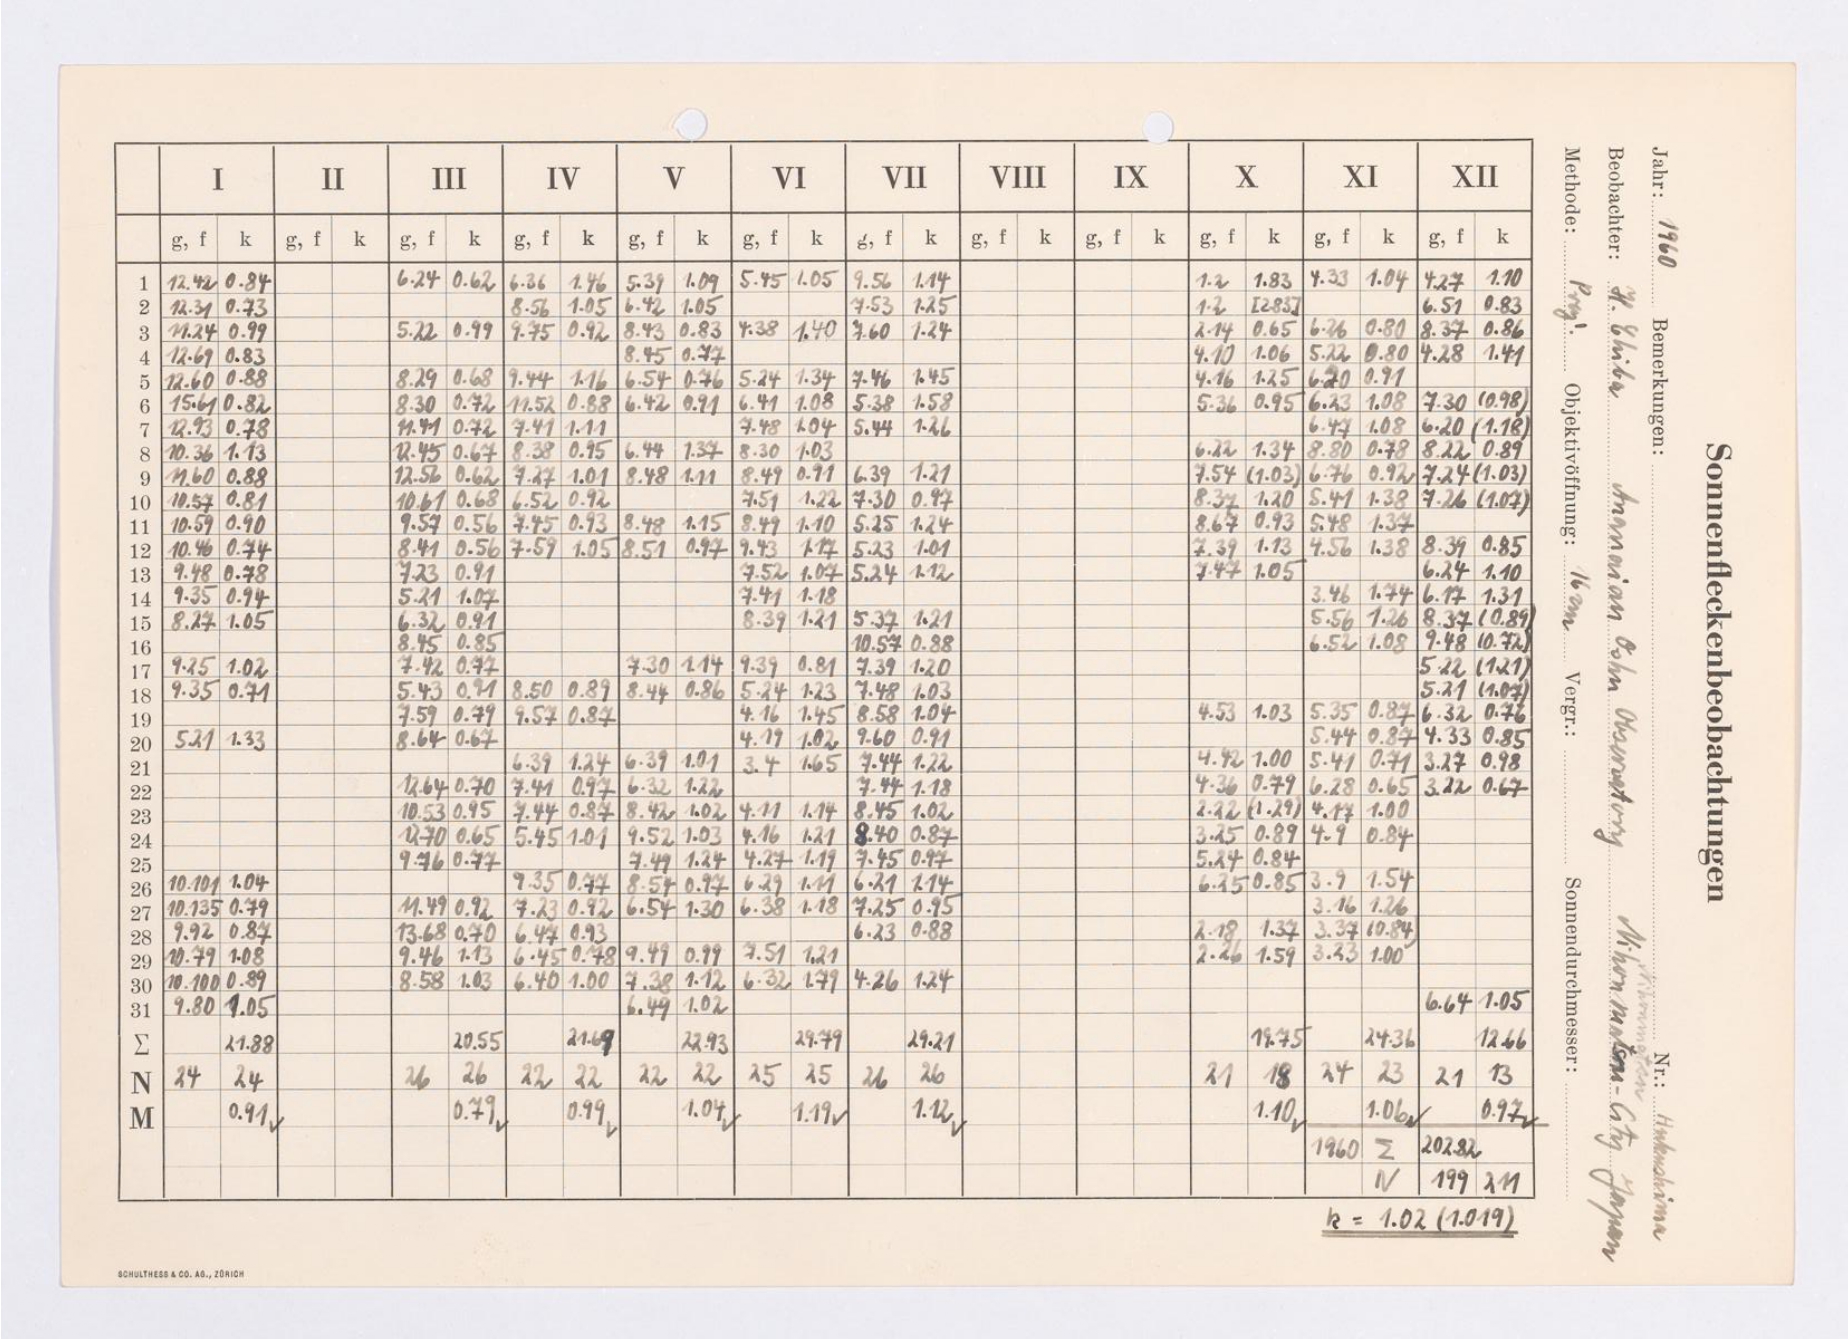 Sonnenfleckenbeobachtungen
Jahr: 1960 Bemerkungen: Nr.:
Beobachter: H. Shiba Observatory City Japan
Methode: Proj. Objektivöffnung: 16 cm Vergr.: Sonnendurchmesser:
I II III IV V VI VII VIII IX X XI XII
g, f k g, f k g, f k g, f k g, f k g, f k g, f k g, f k g, f k g, f k g, f k g, f k
1 12.42 0.84 6.24 0.62 6.36 1.46 5.39 1.09 5.45 1.05 9.56 1.14 1.2 1.83 4.33 1.04 4.27 1.10
2 12.31 0.73 8.56 1.05 6.42 1.05 7.53 1.25 1.2 [2.83] 6.51 0.83
3 11.24 0.99 5.22 0.99 9.75 0.92 8.43 0.83 4.38 1.40 7.60 1.24 2.14 0.65 6.26 0.80 8.37 0.86
4 12.69 0.83 8.45 0.77 4.10 1.06 5.22 0.80 4.28 1.41
5 12.60 0.88 8.29 0.68 9.44 1.16 6.54 0.76 5.24 1.34 7.46 1.45 4.16 1.25 6.20 0.91
6 15.61 0.82 8.30 0.72 11.52 0.88 6.42 0.91 6.41 1.08 5.38 1.58 5.36 0.95 6.23 1.08 7.30 (0.98)
7 12.93 0.78 11.41 0.72 7.41 1.11 7.48 1.04 5.44 1.26 6.47 1.08 6.20 (1.18)
8 10.36 1.13 12.45 0.67 8.38 0.95 6.44 1.37 8.30 1.03 6.22 1.34 8.80 0.78 8.22 0.89
9 11.60 0.88 12.56 0.62 7.27 1.01 8.48 1.11 8.49 0.91 6.39 1.21 7.54 (1.03) 6.76 0.92 7.24 (1.03)
10 10.57 0.81 10.61 0.68 6.52 0.92 7.51 1.22 7.30 0.97 8.37 1.20 5.41 1.38 7.26 (1.07)
11 10.59 0.90 9.57 0.56 7.45 0.93 8.48 1.15 8.49 1.10 5.25 1.24 8.67 0.93 5.48 1.37
12 10.46 0.74 8.41 0.56 7.59 1.05 8.51 0.97 9.43 1.17 5.23 1.01 7.39 1.13 4.56 1.38 8.39 0.85
13 9.48 0.78 7.23 0.91 7.52 1.07 5.24 1.12 7.47 1.05 6.24 1.10
14 9.35 0.94 5.21 1.07 7.41 1.18 3.46 1.74 6.17 1.31
15 8.27 1.05 6.32 0.91 8.39 1.21 5.37 1.21 5.56 1.26 8.37 (0.89)
16 8.45 0.85 10.57 0.88 6.52 1.08 9.48 (0.72)
17 9.25 1.02 7.42 0.77 7.30 1.14 9.39 0.81 7.39 1.20 5.22 (1.21)
18 9.35 0.71 5.43 0.91 8.50 0.89 8.44 0.86 5.24 1.23 7.48 1.03 5.21 (1.07)
19 7.59 0.79 9.57 0.87 4.16 1.45 8.58 1.04 4.53 1.03 5.35 0.87 6.32 0.76
20 5.21 1.33 8.64 0.67 4.19 1.02 9.60 0.91 5.44 0.87 4.33 0.85
21 6.39 1.24 6.39 1.01 3.4 1.65 7.44 1.22 4.42 1.00 5.41 0.71 3.27 0.98
22 12.64 0.70 7.41 0.97 6.32 1.22 7.44 1.18 4.36 0.79 6.28 0.65 3.22 0.67
23 10.53 0.95 7.44 0.87 8.42 1.02 4.11 1.14 8.45 1.02 2.22 (1.29) 4.17 1.00
24 12.70 0.65 5.45 1.01 9.52 1.03 4.16 1.21 8.40 0.87 3.25 0.89 4.9 0.84
25 9.76 0.77 7.49 1.24 4.27 1.19 7.45 0.97 5.24 0.84
26 10.101 1.04 9.35 0.77 8.54 0.97 6.29 1.11 6.21 1.14 6.25 0.85 3.9 1.54
27 10.135 0.79 11.49 0.92 7.23 0.92 6.54 1.30 6.38 1.18 7.25 0.95 3.16 1.26
28 9.92 0.87 13.68 0.70 6.47 0.93 6.23 0.88 2.18 1.37 3.37 (0.84)
29 10.79 1.08 9.46 1.13 6.45 0.78 9.49 0.99 7.51 1.21 2.26 1.59 3.23 1.00
30 10.100 0.89 8.58 1.03 6.40 1.00 7.38 1.12 6.32 1.79 4.26 1.24
31 9.80 1.05 6.49 1.02 6.64 1.05
Σ 21.88 20.55 21.69 22.93 29.79 29.21 19.75 24.36 12.66
N 24 24 26 26 22 22 22 22 25 25 26 26 21 18 24 23 21 13
M 0.91 0.79 0.99 1.04 1.19 1.12 1.10 1.06 0.97
1960 Σ 202.82
N 199 211
k = 1.02 (1.019)
SCHULTHESS & CO. AG., ZÜRICH